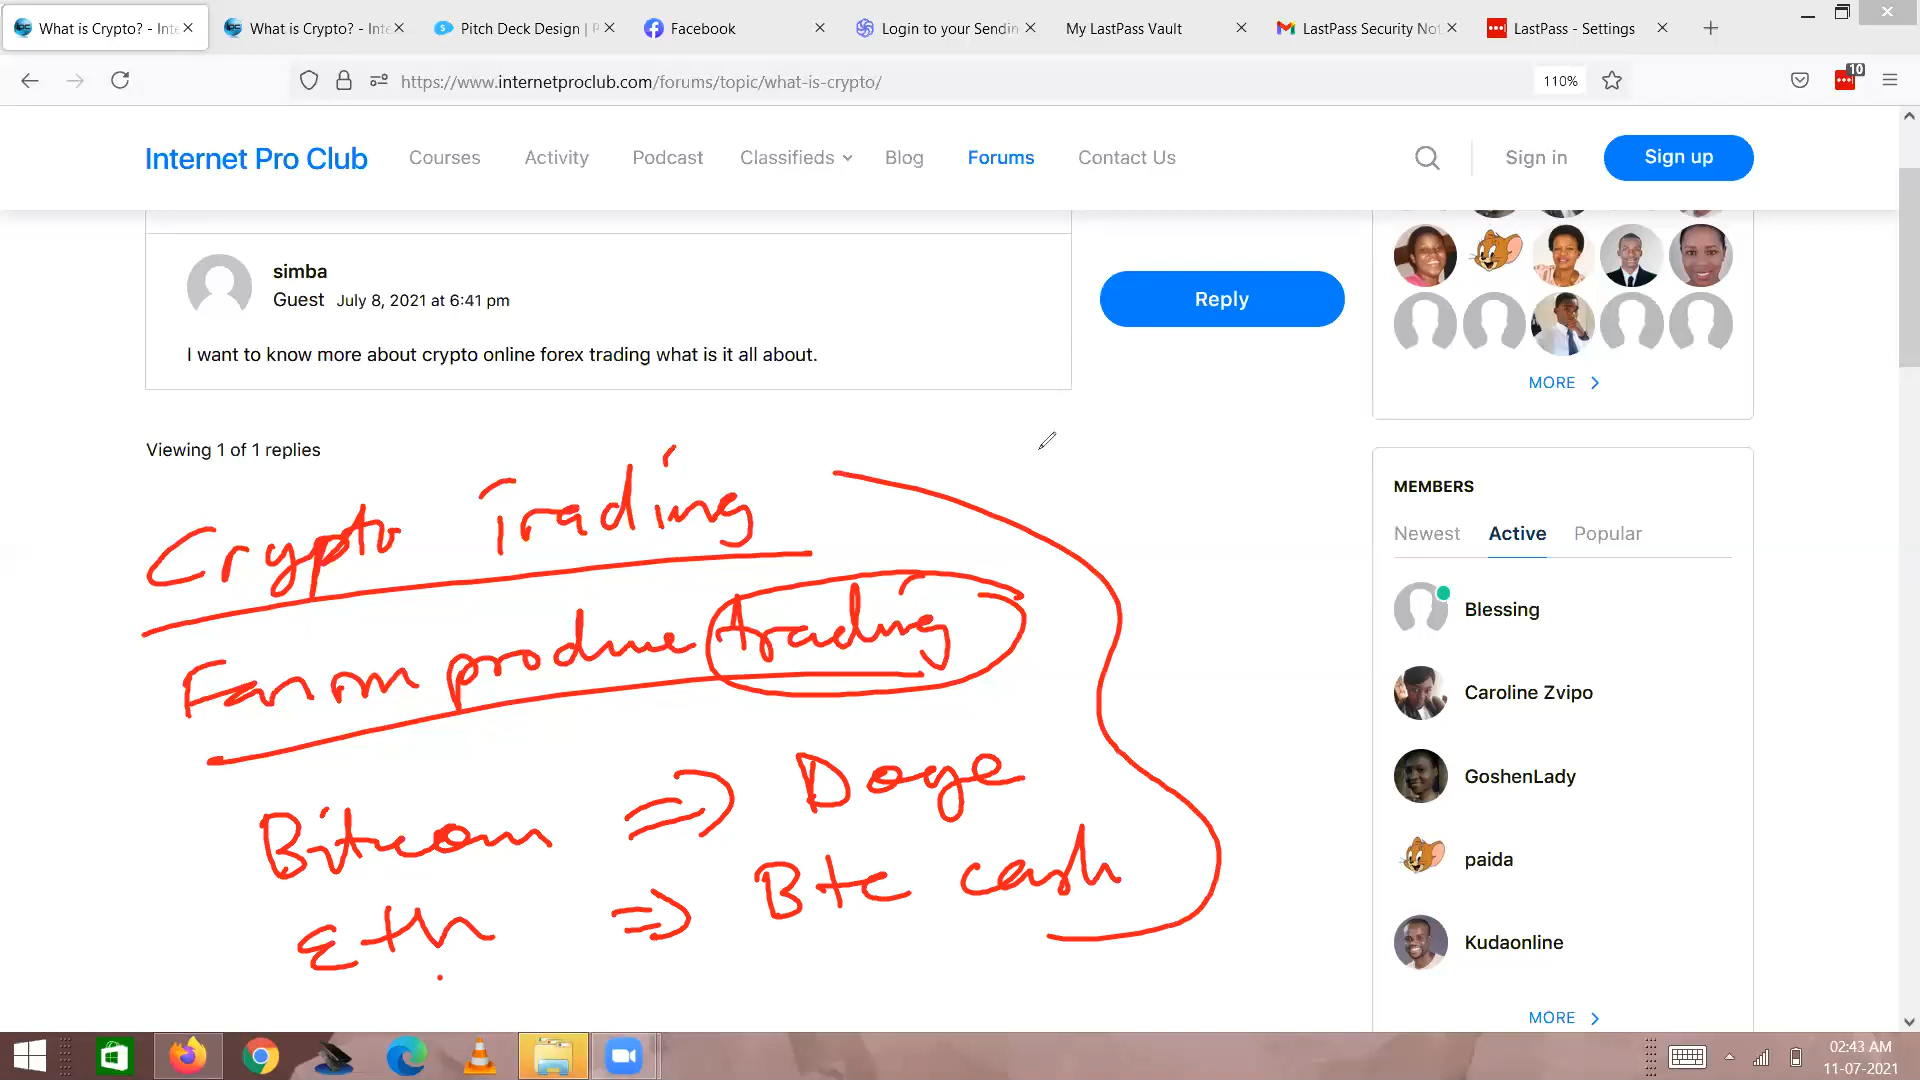 What is Crypto? - Inte
What is Crypto? - Inte
Pitch Deck Design | P
Facebook
Login to your Sendin
My LastPass Vault
LastPass Security Not
LastPass - Settings
https://www.internetproclub.com/forums/topic/what-is-crypto/
110%
10
Internet Pro Club
Courses
Activity
Podcast
Classifieds
Blog
Forums
Contact Us
Sign in
Sign up
simba
Guest July 8, 2021 at 6:41 pm
Reply
I want to know more about crypto online forex trading what is it all about.
MORE
Viewing 1 of 1 replies
Crypto Trading
Farm produce trading
Bitcoin ⇒ Doge
Eth ⇒ Btc cash
MEMBERS
Newest Active Popular
Blessing
Caroline Zvipo
GoshenLady
paida
Kudaonline
MORE
02:43 AM
11-07-2021